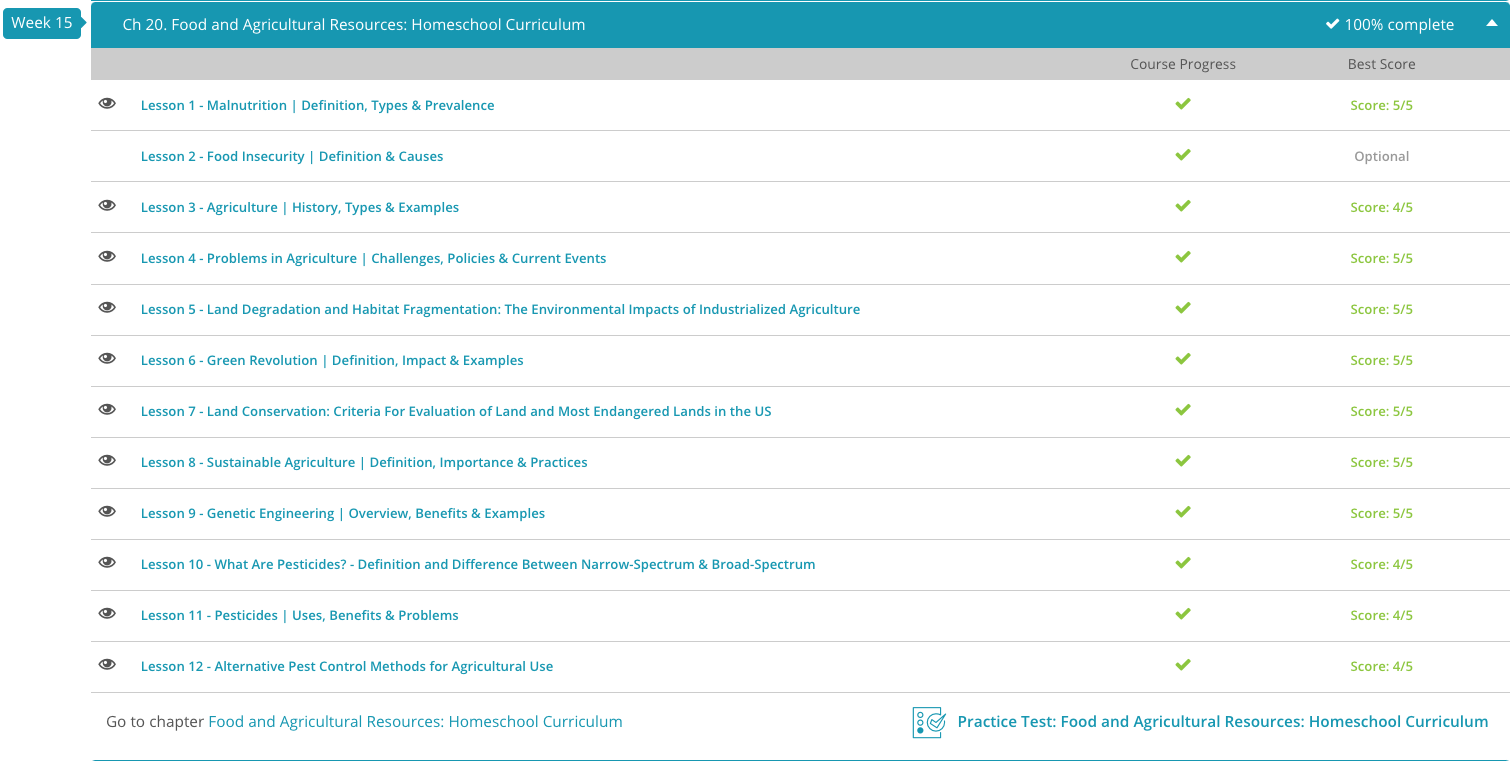 Week 15
Ch 20. Food and Agricultural Resources: Homeschool Curriculum 100% complete
Course Progress Best Score
Lesson 1 - Malnutrition | Definition, Types & Prevalence Score: 5/5
Lesson 2 - Food Insecurity | Definition & Causes Optional
Lesson 3 - Agriculture | History, Types & Examples Score: 4/5
Lesson 4 - Problems in Agriculture | Challenges, Policies & Current Events Score: 5/5
Lesson 5 - Land Degradation and Habitat Fragmentation: The Environmental Impacts of Industrialized Agriculture Score: 5/5
Lesson 6 - Green Revolution | Definition, Impact & Examples Score: 5/5
Lesson 7 - Land Conservation: Criteria For Evaluation of Land and Most Endangered Lands in the US Score: 5/5
Lesson 8 - Sustainable Agriculture | Definition, Importance & Practices Score: 5/5
Lesson 9 - Genetic Engineering | Overview, Benefits & Examples Score: 5/5
Lesson 10 - What Are Pesticides? - Definition and Difference Between Narrow-Spectrum & Broad-Spectrum Score: 4/5
Lesson 11 - Pesticides | Uses, Benefits & Problems Score: 4/5
Lesson 12 - Alternative Pest Control Methods for Agricultural Use Score: 4/5
Go to chapter Food and Agricultural Resources: Homeschool Curriculum Practice Test: Food and Agricultural Resources: Homeschool Curriculum